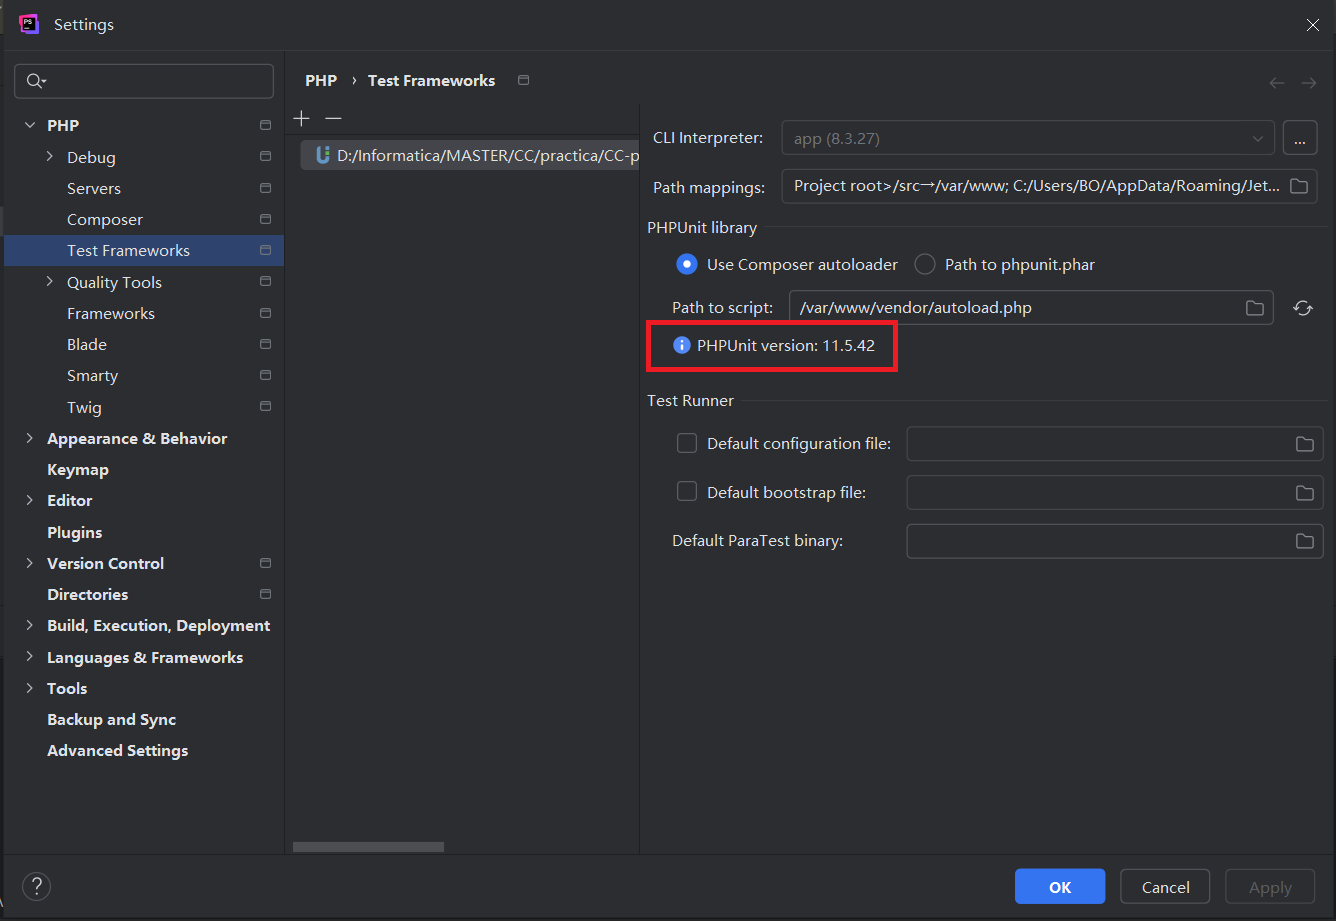 Settings
PHP
Debug
Servers
Composer
Test Frameworks
Quality Tools
Frameworks
Blade
Smarty
Twig
Appearance & Behavior
Keymap
Editor
Plugins
Version Control
Directories
Build, Execution, Deployment
Languages & Frameworks
Tools
Backup and Sync
Advanced Settings
PHP › Test Frameworks
D:/Informatica/MASTER/CC/practica/CC-p
CLI Interpreter: app (8.3.27) ...
Path mappings: Project root>/src→/var/www; C:/Users/BO/AppData/Roaming/Jet...
PHPUnit library
Use Composer autoloader Path to phpunit.phar
Path to script: /var/www/vendor/autoload.php
PHPUnit version: 11.5.42
Test Runner
Default configuration file:
Default bootstrap file:
Default ParaTest binary:
? OK Cancel Apply